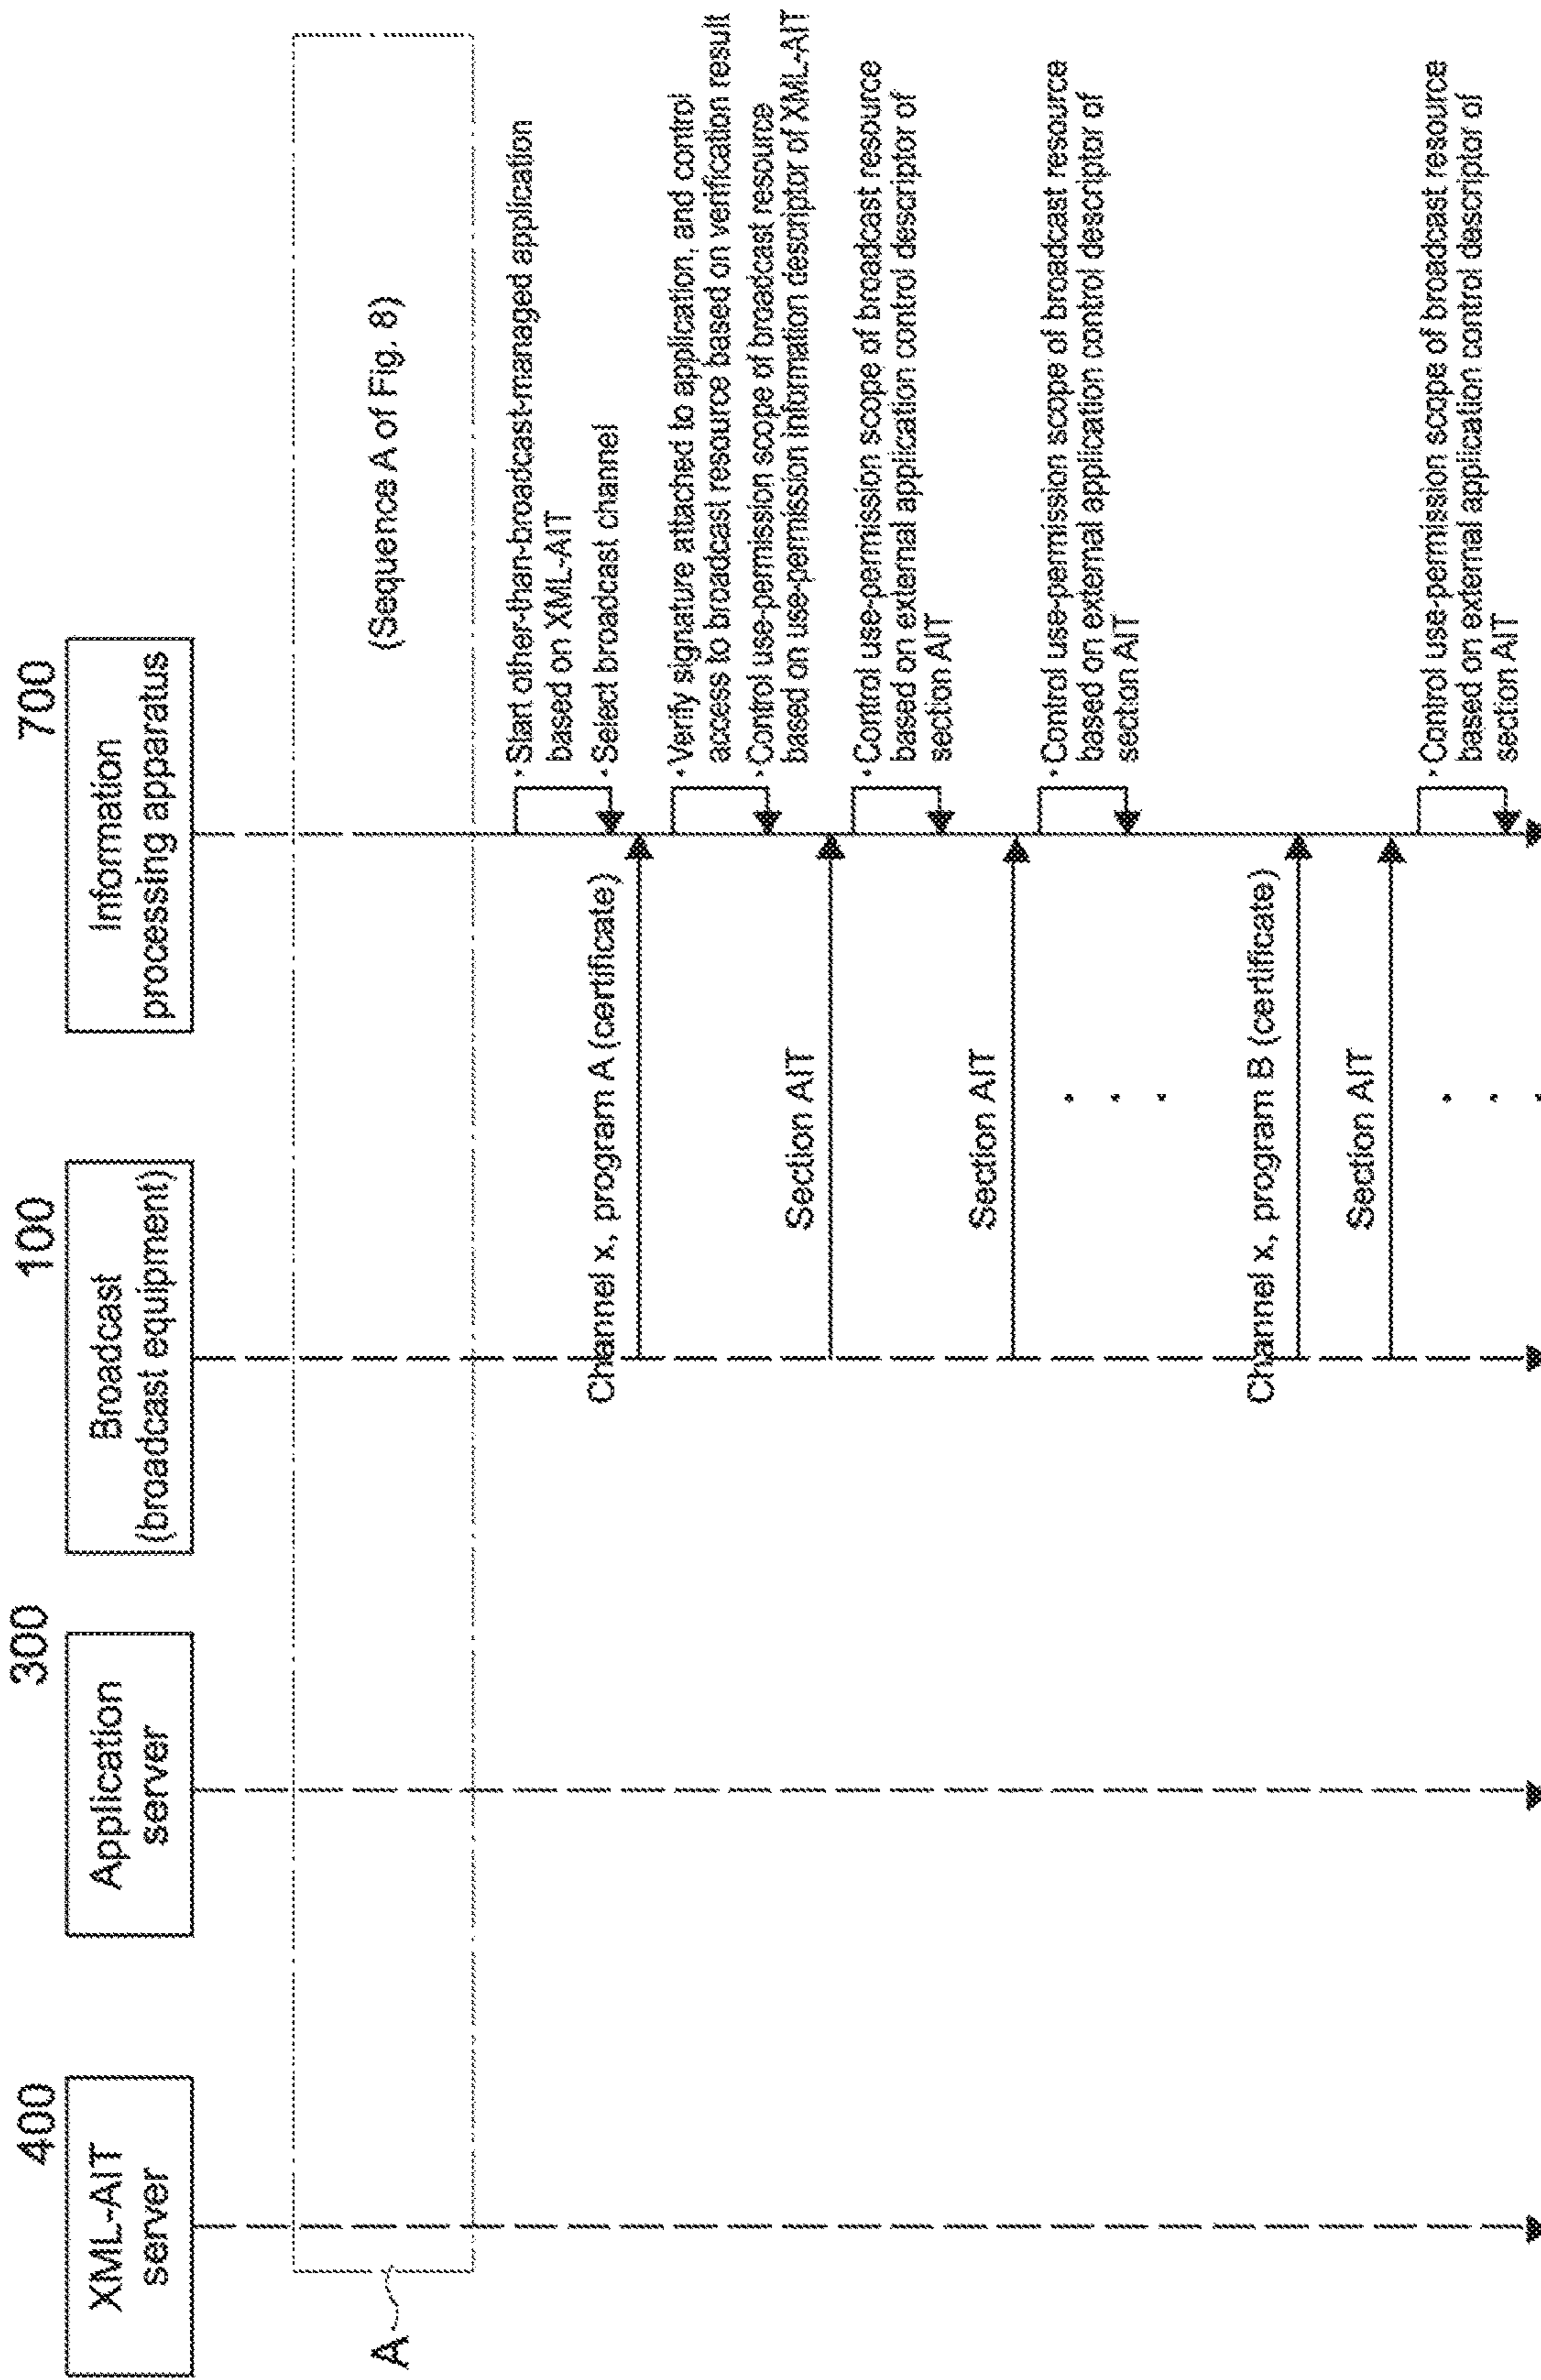 400
XML-AIT
server
300
Application
server
100
Broadcast
(broadcast equipment)
700
Information
processing apparatus
A
(Sequence A of Fig. 8)
• Start other-than-broadcast-managed application
based on XML-AIT
• Select broadcast channel
Channel x, program A (certificate)
• Verify signature attached to application, and control
access to broadcast resource based on verification result
• Control use-permission scope of broadcast resource
based on use-permission information descriptor of XML-AIT
Section AIT
• Control use-permission scope of broadcast resource
based on external application control descriptor of
section AIT
Section AIT
• Control use-permission scope of broadcast resource
based on external application control descriptor of
section AIT
Channel x, program B (certificate)
Section AIT
• Control use-permission scope of broadcast resource
based on external application control descriptor of
section AIT